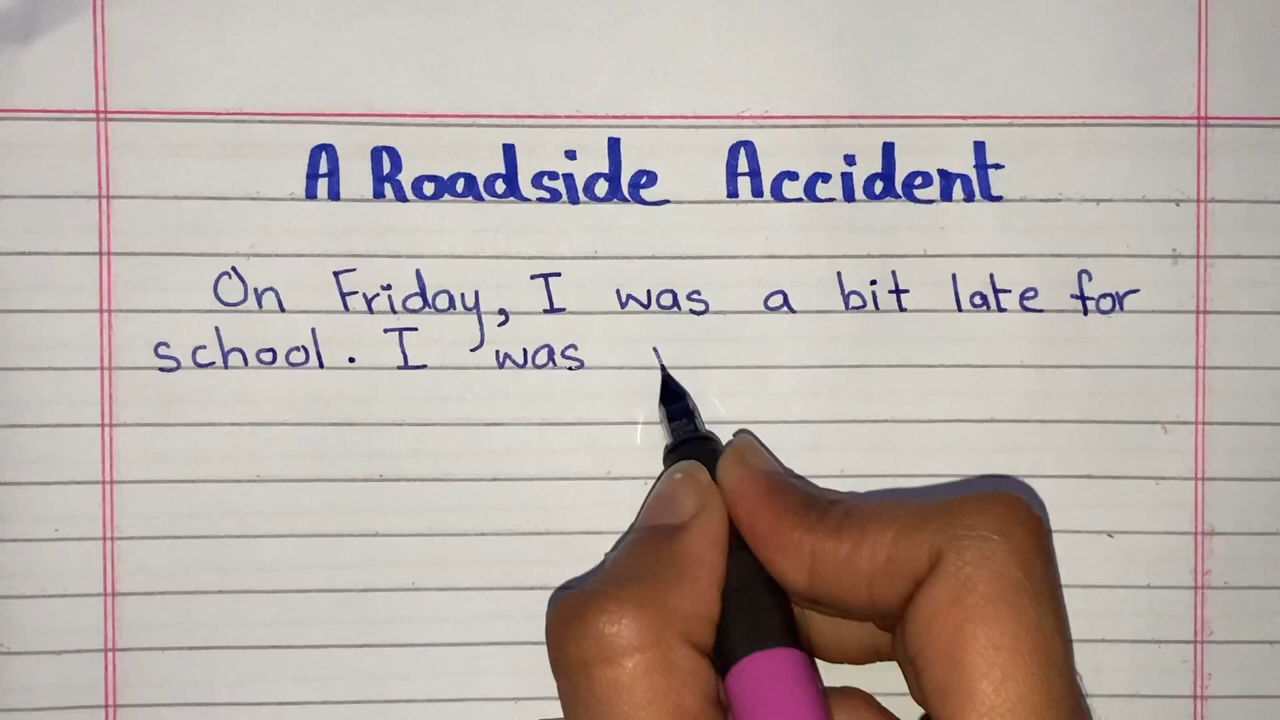 A Roadside Accident
On Friday, I was a bit late for
school. I was